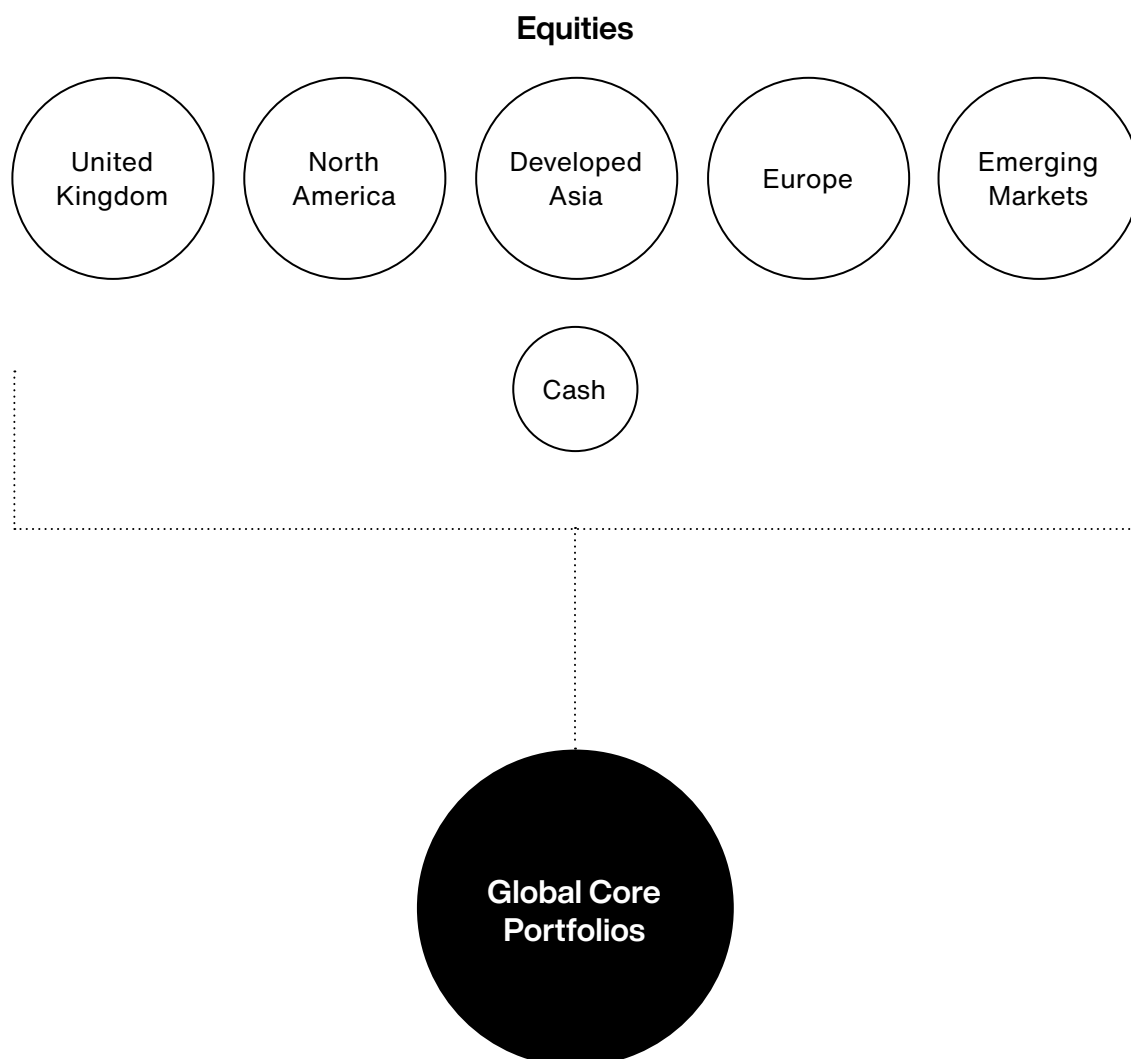 Equities
United
Kingdom
North
America
Developed
Asia
Europe
Emerging
Markets
Cash
Global Core
Portfolios